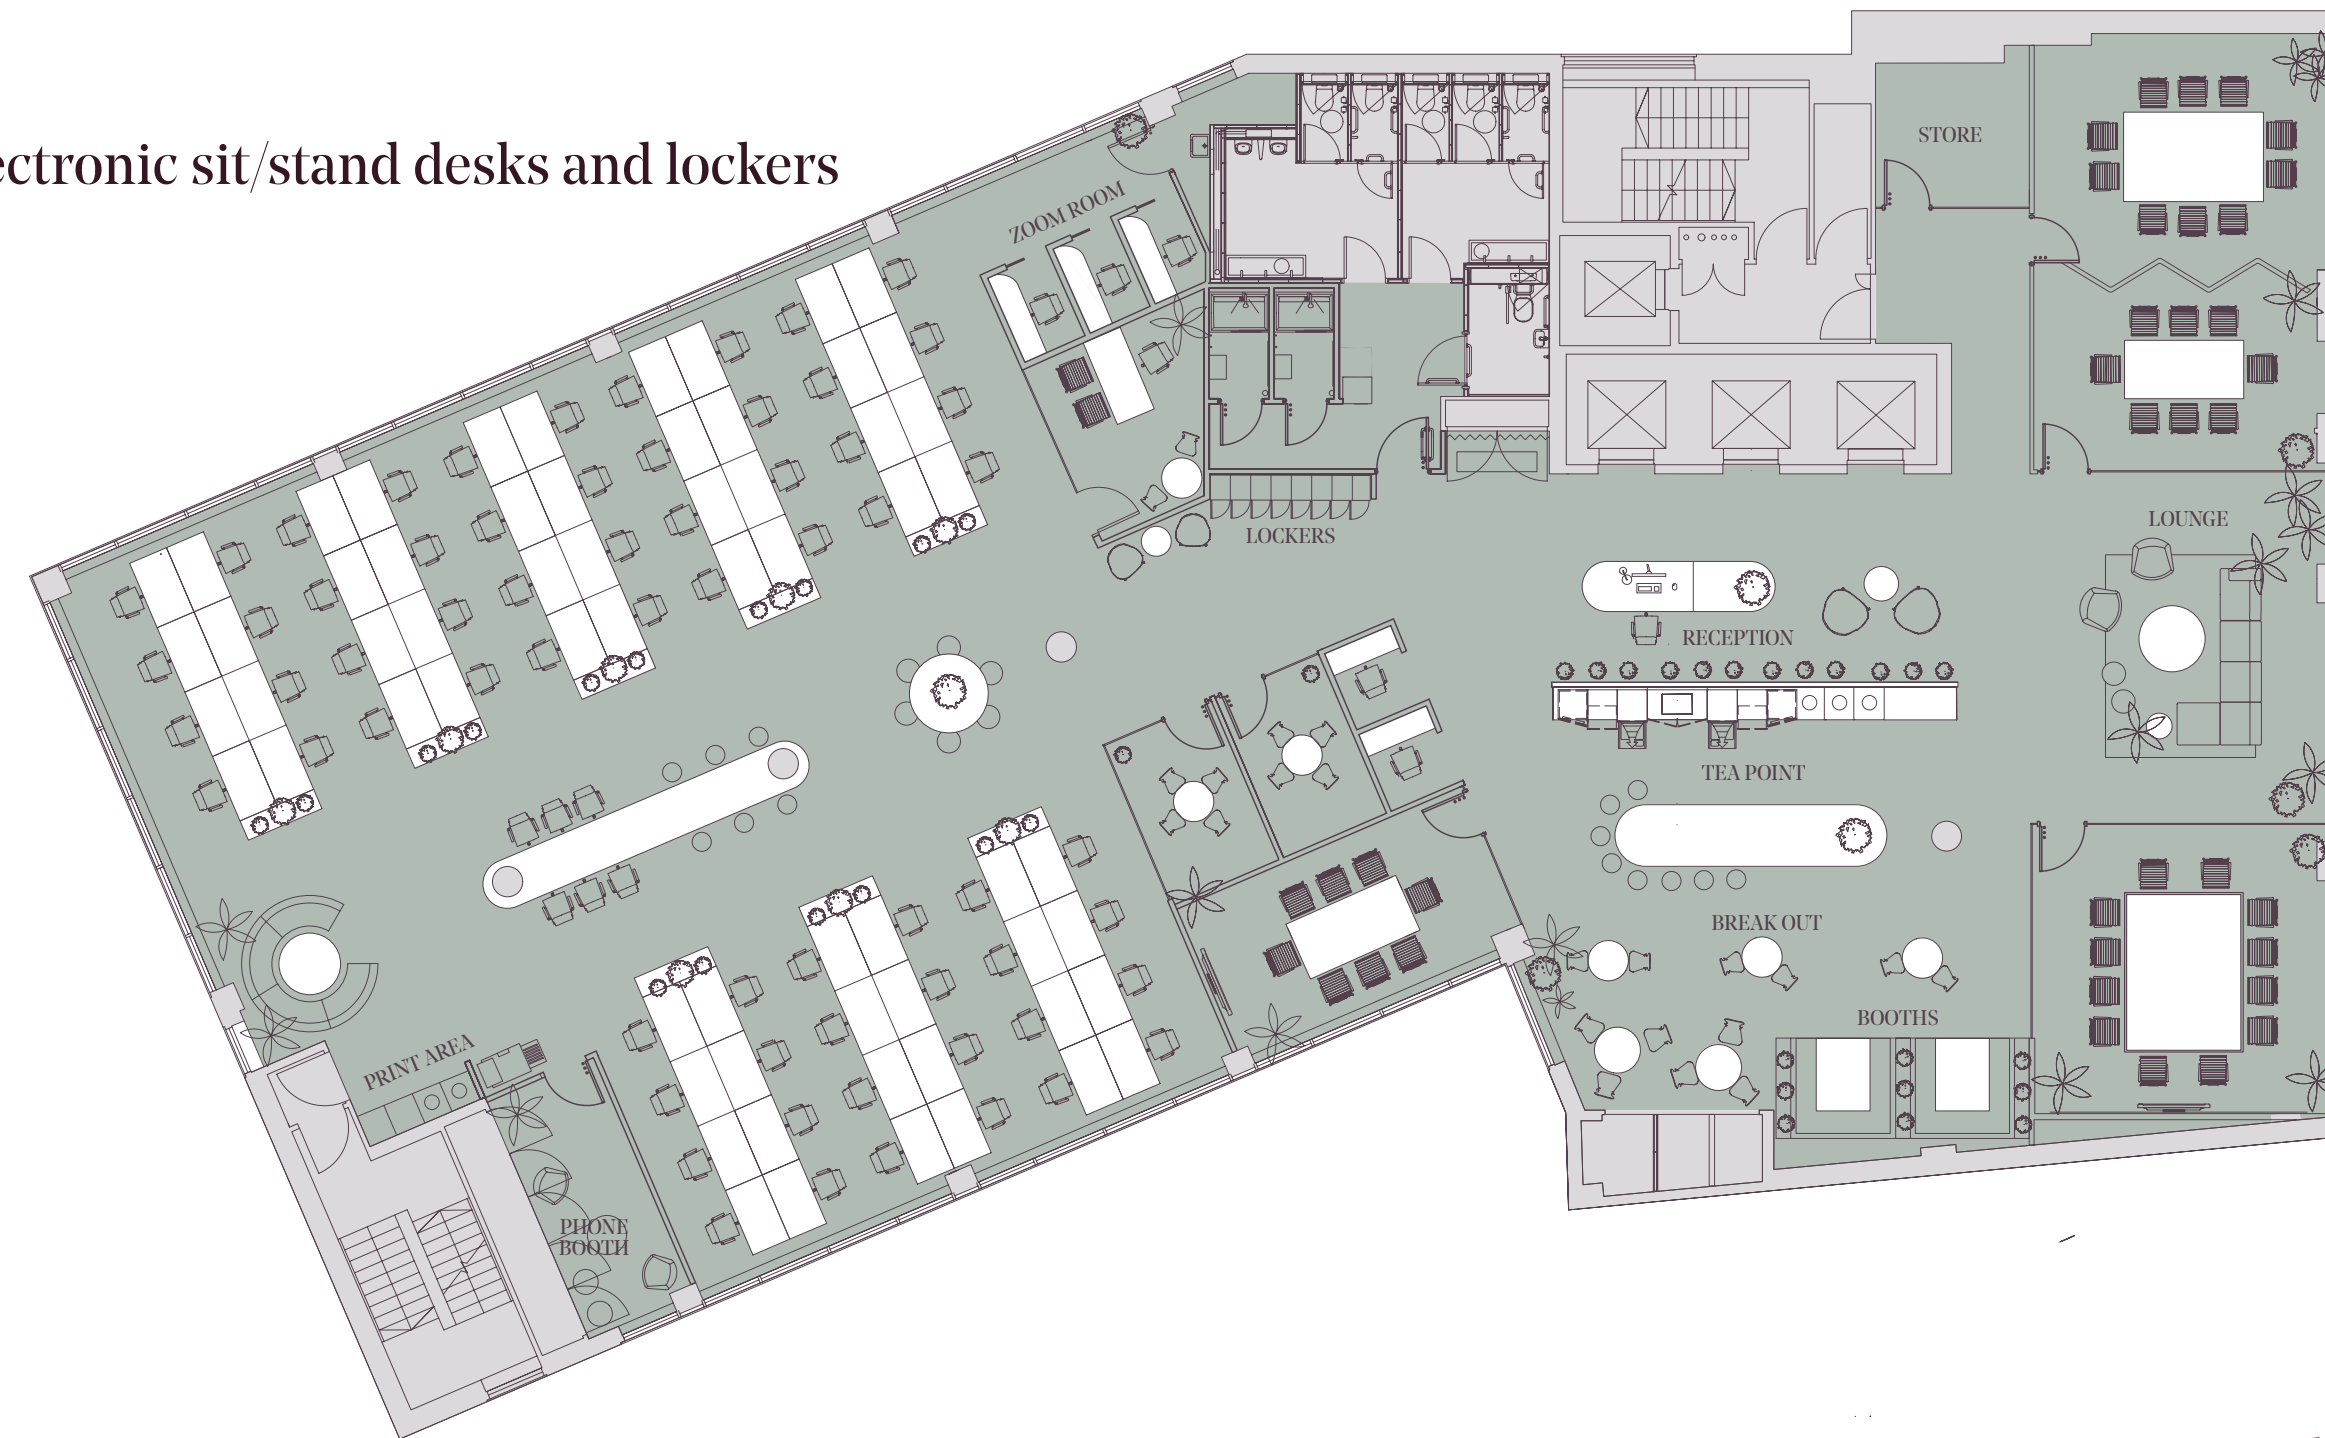 ectronic sit/stand desks and lockers
STORE
ZOOM ROOM
LOCKERS
LOUNGE
RECEPTION
TEA POINT
BREAK OUT
BOOTHS
PRINT AREA
PHONE
BOOTH